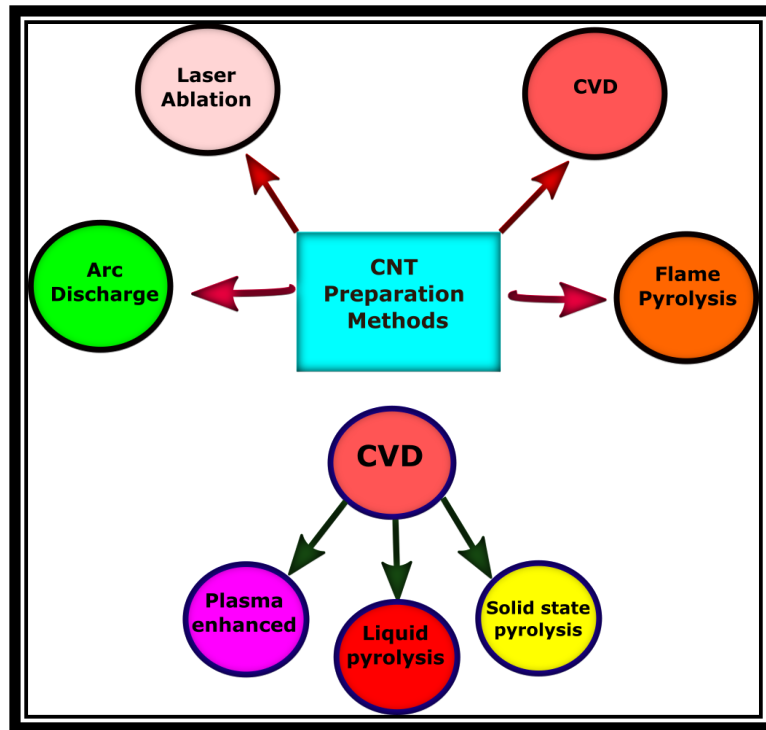 Laser
Ablation
CVD
Arc
Discharge
CNT
Preparation
Methods
Flame
Pyrolysis
CVD
Plasma
enhanced
Liquid
pyrolysis
Solid state
pyrolysis